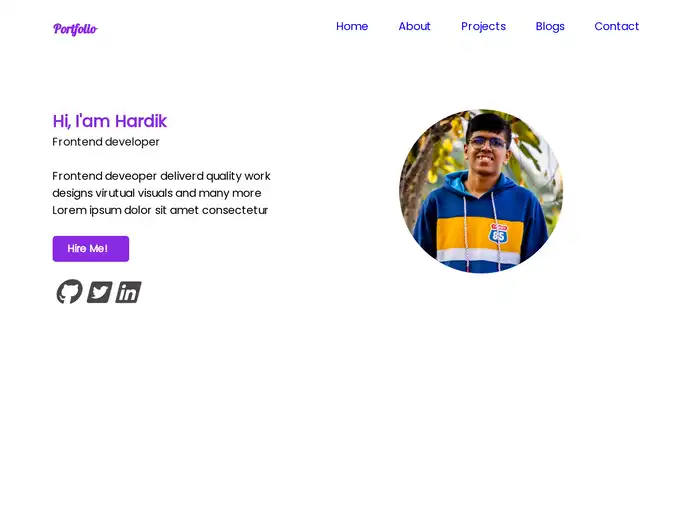 Portfolio
Home About Projects Blogs Contact
Hi, I'am Hardik
Frontend developer
Frontend deveoper deliverd quality work
designs virutual visuals and many more
Lorem ipsum dolor sit amet consectetur
85
Hire Me!
in